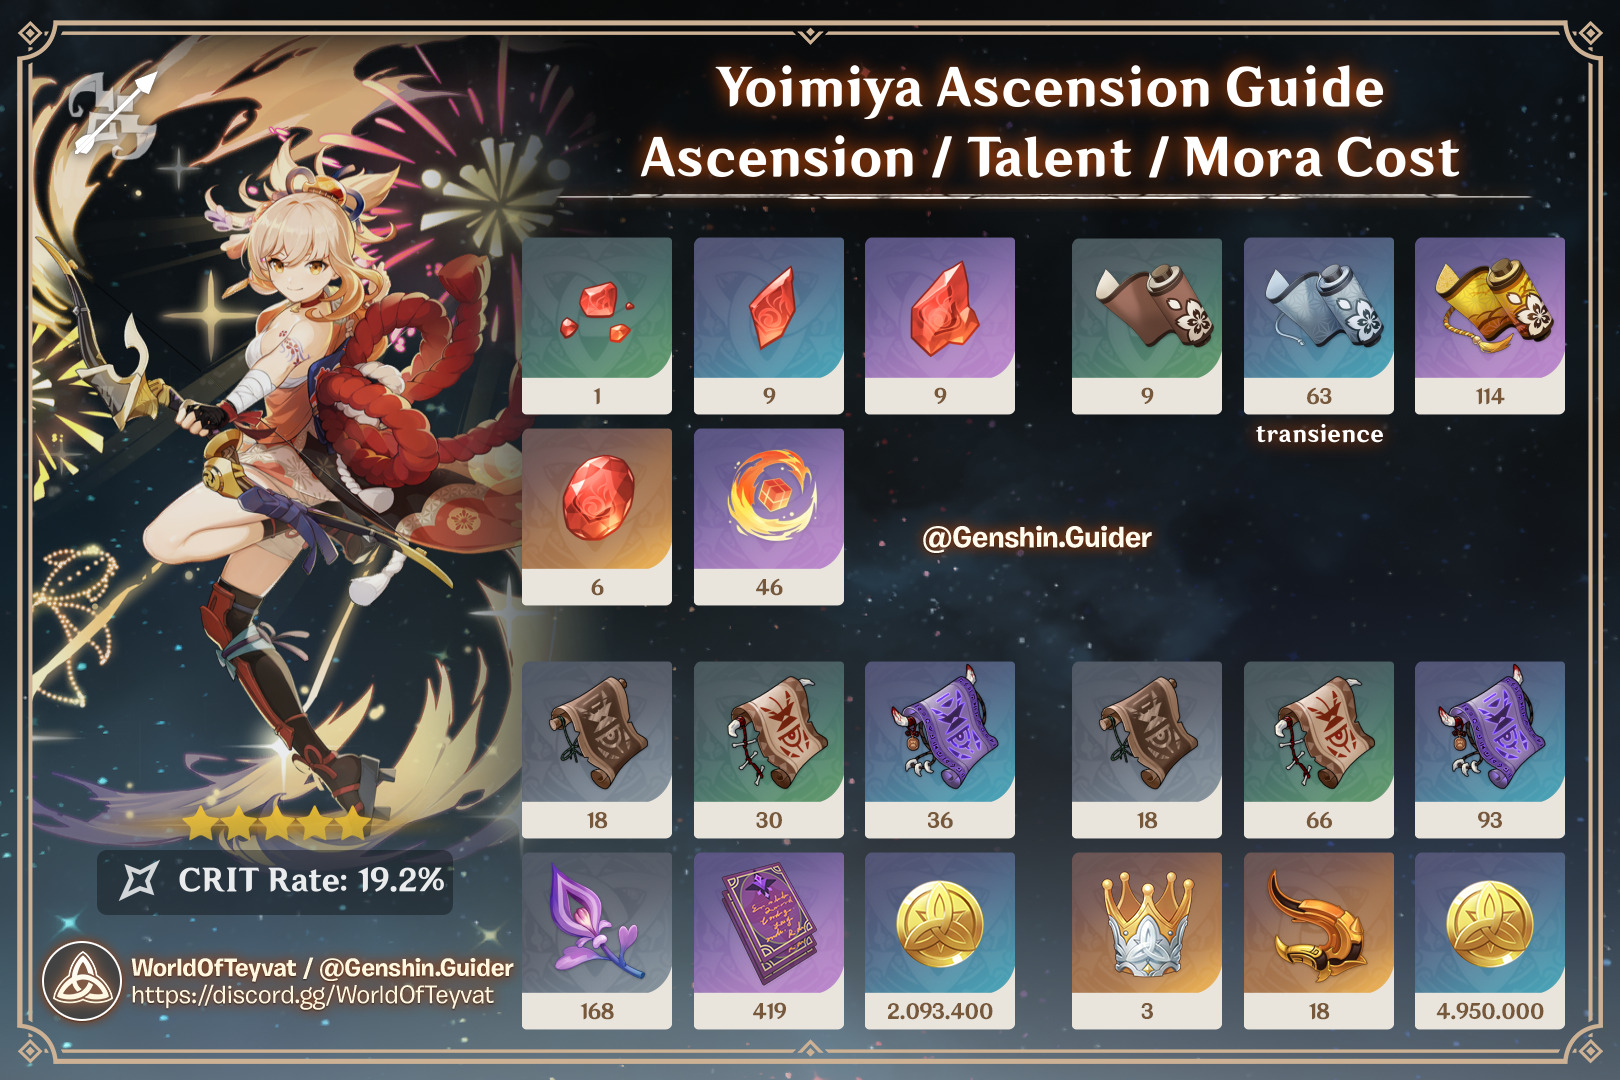 Yoimiya Ascension Guide
Ascension / Talent / Mora Cost
1
9
9
9
63
114
transience
6
46
@Genshin.Guider
18
30
36
18
66
93
CRIT Rate: 19.2%
168
419
2.093.400
3
18
4.950.000
WorldOfTeyvat / @Genshin.Guider
https://discord.gg/WorldOfTeyvat